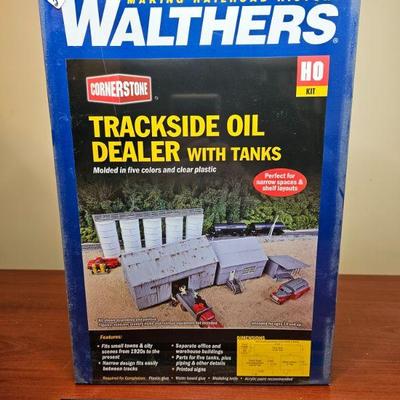 MAKING RAILROAD HISTORY
WALTHERS®
HO
KIT
CORNERSTONE
TRACKSIDE OIL
DEALER WITH TANKS
Molded in five colors and clear plastic
Perfect for
narrow spaces &
shelf layouts
Features:
• Fits small towns & city
scenes from 1920s to the
present
• Narrow design fits easily
between tracks
• Separate office and
warehouse buildings
• Parts for five tanks, plus
piping & other details
• Printed signs
DIMENSIONS